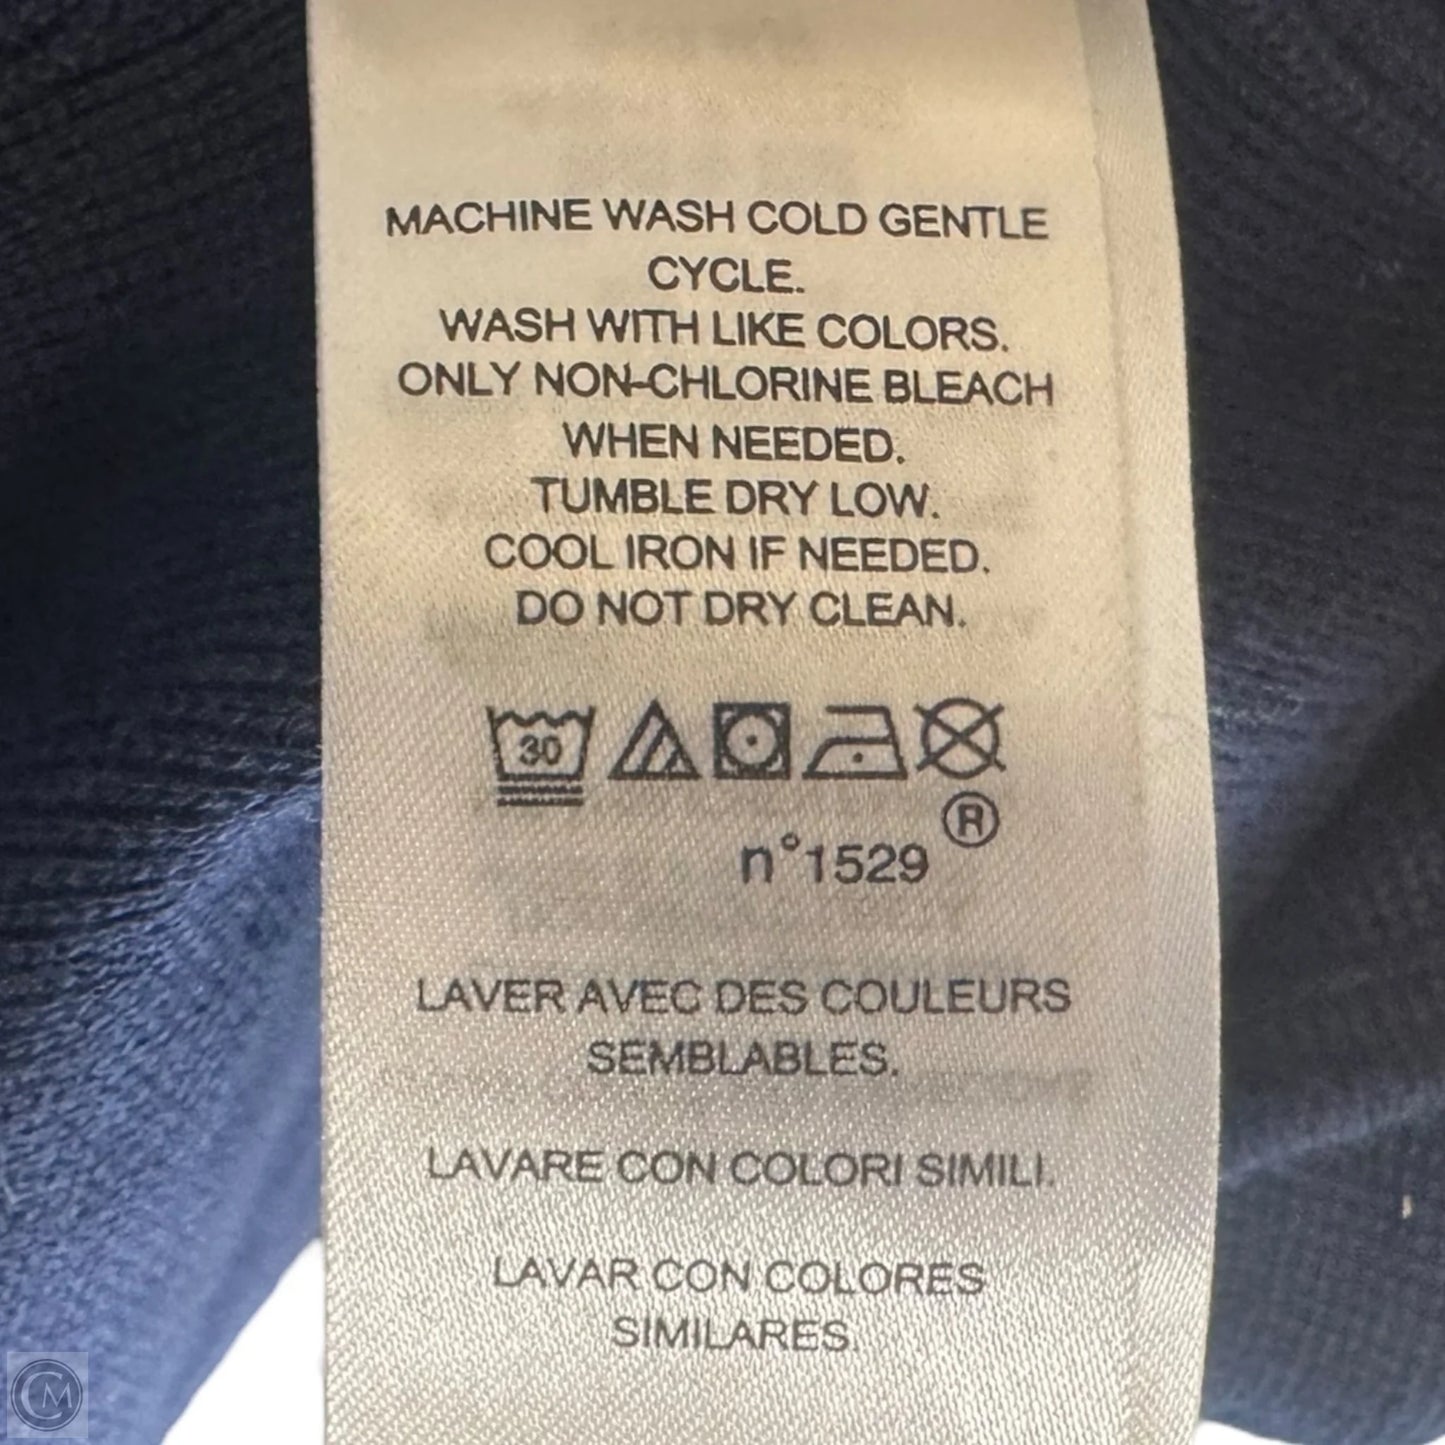 MACHINE WASH COLD GENTLE
CYCLE.
WASH WITH LIKE COLORS.
ONLY NON-CHLORINE BLEACH
WHEN NEEDED.
TUMBLE DRY LOW.
COOL IRON IF NEEDED.
DO NOT DRY CLEAN.
30
®
n°1529
LAVER AVEC DES COULEURS
SEMBLABLES.
LAVARE CON COLORI SIMILI.
LAVAR CON COLORES
SIMILARES.
CM